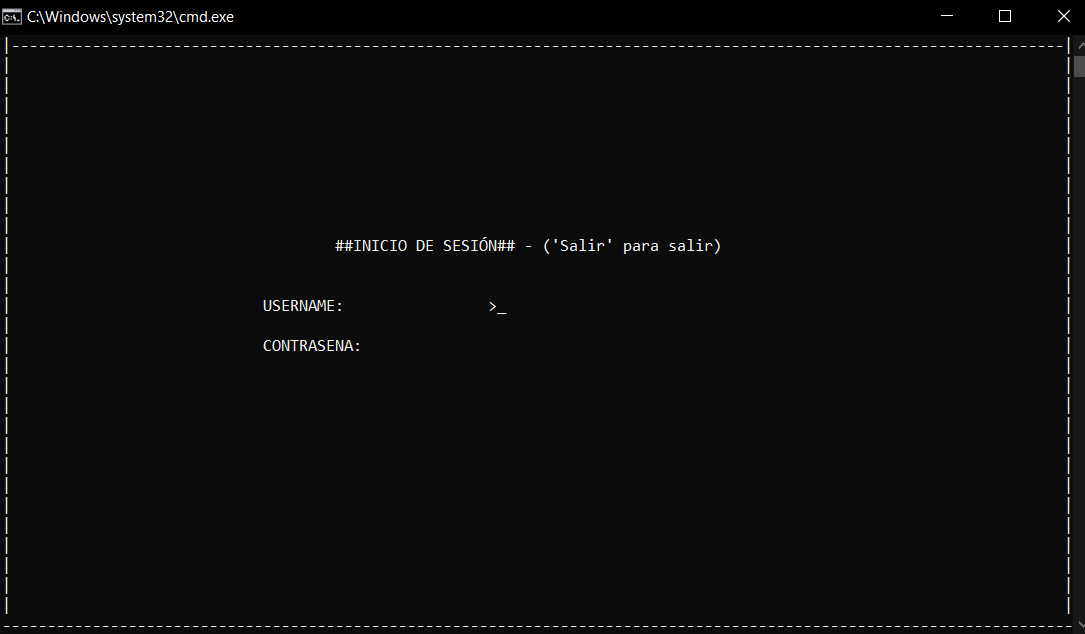 C:\Windows\system32\cmd.exe
##INICIO DE SESIÓN## - ('Salir' para salir)
USERNAME: >_
CONTRASENA: